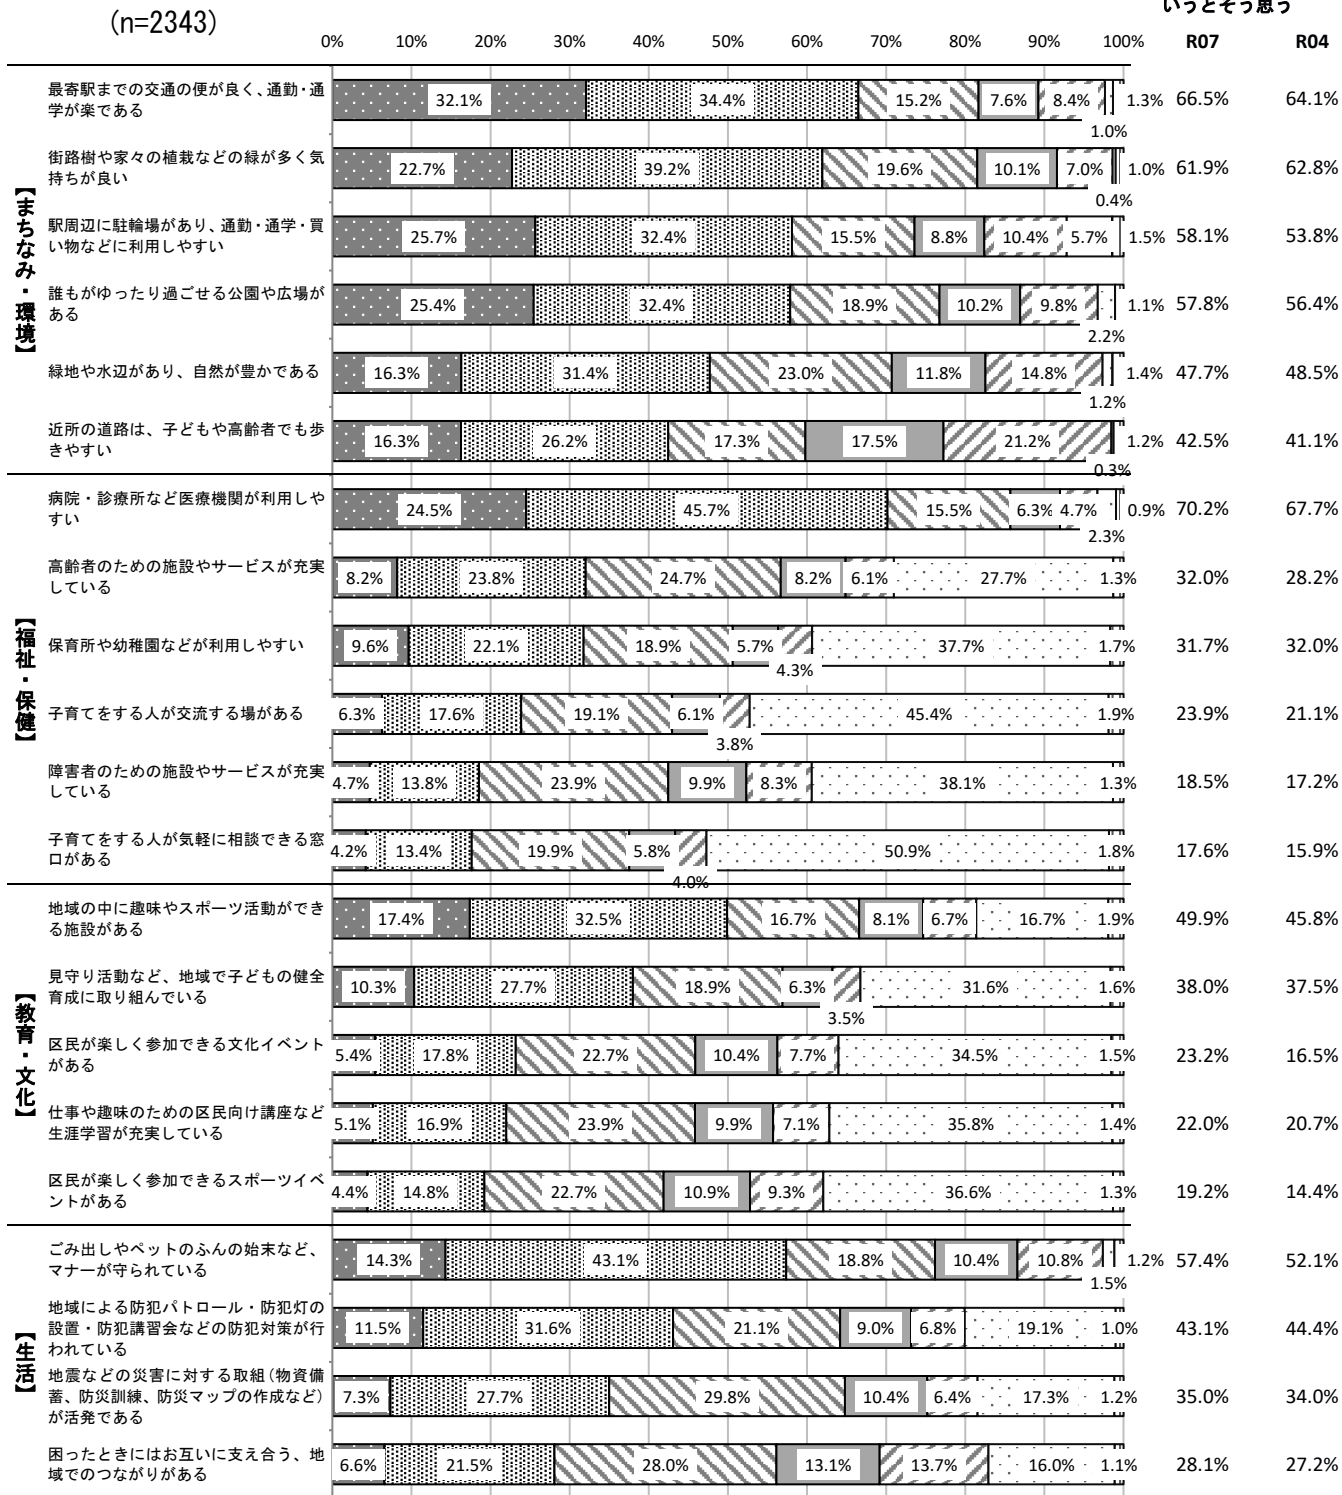 いうとそう思う
(n=2343)
0% 10% 20% 30% 40% 50% 60% 70% 80% 90% 100% R07 R04
【まちなみ・環境】
最寄駅までの交通の便が良く、通勤・通
学が楽である
32.1% 34.4% 15.2% 7.6% 8.4% 1.3% 66.5% 64.1%
1.0%
街路樹や家々の植栽などの緑が多く気
持ちが良い
22.7% 39.2% 19.6% 10.1% 7.0% 1.0% 61.9% 62.8%
0.4%
駅周辺に駐輪場があり、通勤・通学・買
い物などに利用しやすい
25.7% 32.4% 15.5% 8.8% 10.4% 5.7% 1.5% 58.1% 53.8%
誰もがゆったり過ごせる公園や広場が
ある
25.4% 32.4% 18.9% 10.2% 9.8% 1.1% 57.8% 56.4%
2.2%
緑地や水辺があり、自然が豊かである
16.3% 31.4% 23.0% 11.8% 14.8% 1.4% 47.7% 48.5%
1.2%
近所の道路は、子どもや高齢者でも歩
きやすい
16.3% 26.2% 17.3% 17.5% 21.2% 1.2% 42.5% 41.1%
0.3%
【福祉・保健】
病院・診療所など医療機関が利用しや
すい
24.5% 45.7% 15.5% 6.3% 4.7% 0.9% 70.2% 67.7%
2.3%
高齢者のための施設やサービスが充実
している
8.2% 23.8% 24.7% 8.2% 6.1% 27.7% 1.3% 32.0% 28.2%
保育所や幼稚園などが利用しやすい
9.6% 22.1% 18.9% 5.7% 37.7% 1.7% 31.7% 32.0%
4.3%
子育てをする人が交流する場がある
6.3% 17.6% 19.1% 6.1% 45.4% 1.9% 23.9% 21.1%
3.8%
障害者のための施設やサービスが充実
している
4.7% 13.8% 23.9% 9.9% 8.3% 38.1% 1.3% 18.5% 17.2%
子育てをする人が気軽に相談できる窓
口がある
4.2% 13.4% 19.9% 5.8% 50.9% 1.8% 17.6% 15.9%
4.0%
【教育・文化】
地域の中に趣味やスポーツ活動ができ
る施設がある
17.4% 32.5% 16.7% 8.1% 6.7% 16.7% 1.9% 49.9% 45.8%
見守り活動など、地域で子どもの健全
育成に取り組んでいる
10.3% 27.7% 18.9% 6.3% 31.6% 1.6% 38.0% 37.5%
3.5%
区民が楽しく参加できる文化イベント
がある
5.4% 17.8% 22.7% 10.4% 7.7% 34.5% 1.5% 23.2% 16.5%
仕事や趣味のための区民向け講座など
生涯学習が充実している
5.1% 16.9% 23.9% 9.9% 7.1% 35.8% 1.4% 22.0% 20.7%
区民が楽しく参加できるスポーツイベ
ントがある
4.4% 14.8% 22.7% 10.9% 9.3% 36.6% 1.3% 19.2% 14.4%
【生活】
ごみ出しやペットのふんの始末など、
マナーが守られている
14.3% 43.1% 18.8% 10.4% 10.8% 1.2% 57.4% 52.1%
1.5%
地域による防犯パトロール・防犯灯の
設置・防犯講習会などの防犯対策が行
われている
11.5% 31.6% 21.1% 9.0% 6.8% 19.1% 1.0% 43.1% 44.4%
地震などの災害に対する取組(物資備
蓄、防災訓練、防災マップの作成など)
が活発である
7.3% 27.7% 29.8% 10.4% 6.4% 17.3% 1.2% 35.0% 34.0%
困ったときにはお互いに支え合う、地
域でのつながりがある
6.6% 21.5% 28.0% 13.1% 13.7% 16.0% 1.1% 28.1% 27.2%